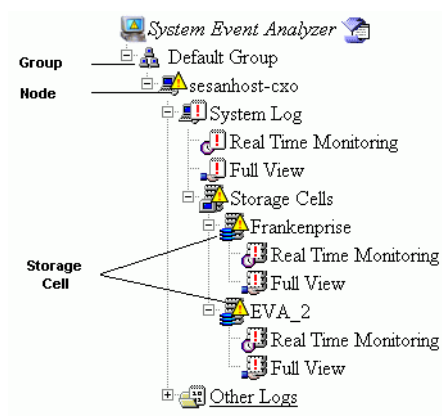 System Event Analyzer
Group
Default Group
Node
sesanhost-cxo
System Log
Real Time Monitoring
Full View
Storage Cells
Frankenprise
Real Time Monitoring
Storage
Cell
Full View
EVA_2
Real Time Monitoring
Full View
Other Logs